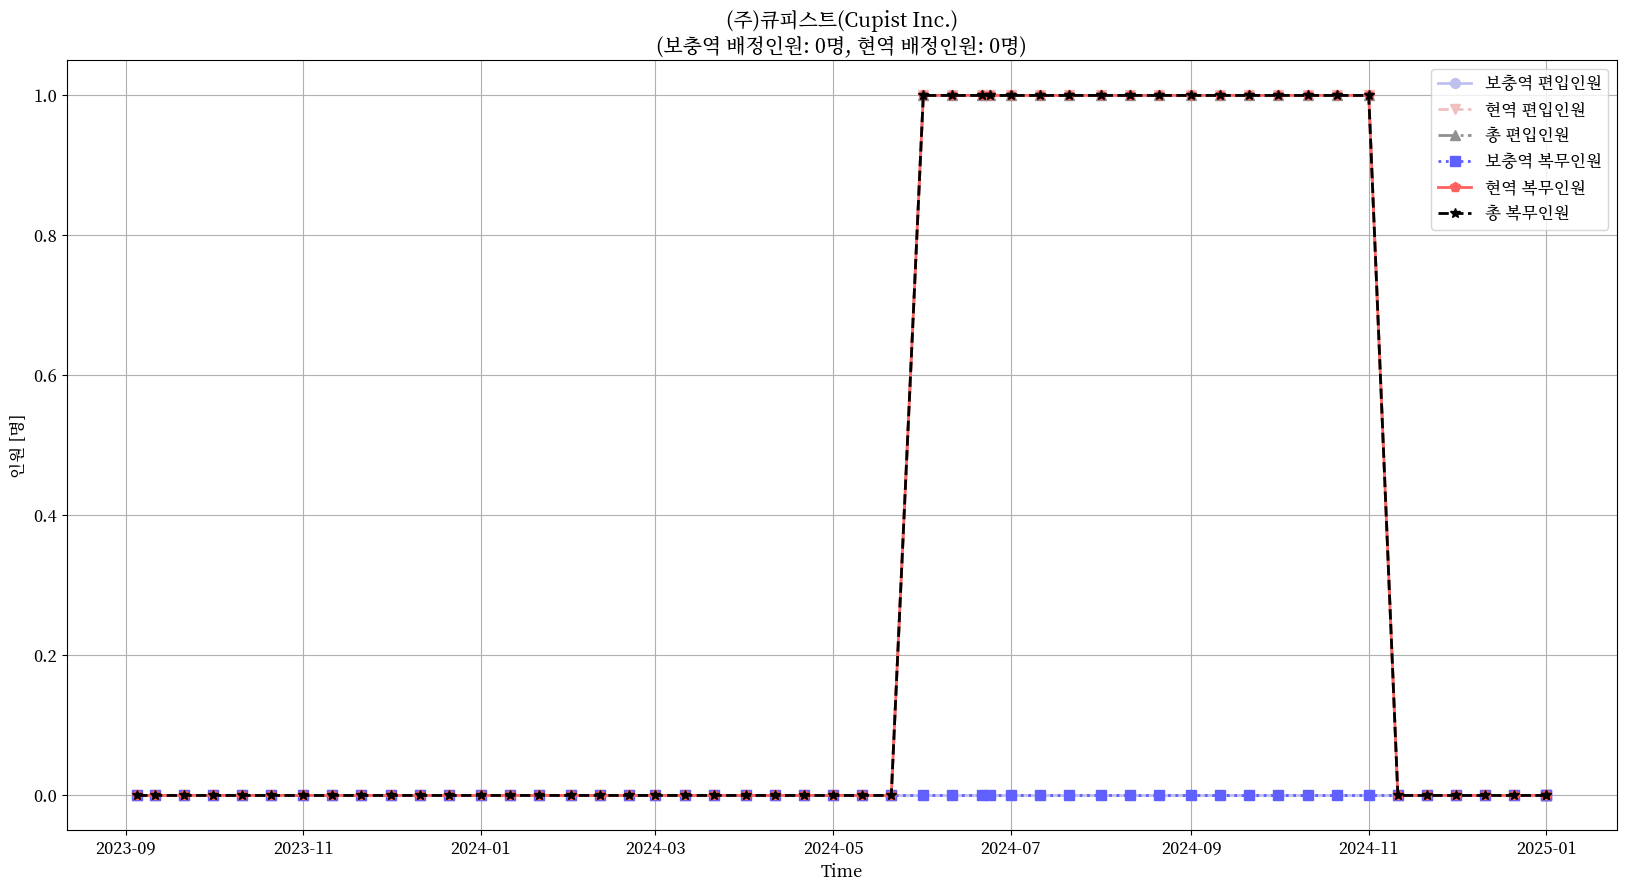 (주)큐피스트(Cupist Inc.)
(보충역 배정인원: 0명, 현역 배정인원: 0명)
보충역 편입인원
현역 편입인원
총 편입인원
보충역 복무인원
현역 복무인원
총 복무인원
인원 [명]
1.0
0.8
0.6
0.4
0.2
0.0
2023-09 2023-11 2024-01 2024-03 2024-05 2024-07 2024-09 2024-11 2025-01
Time